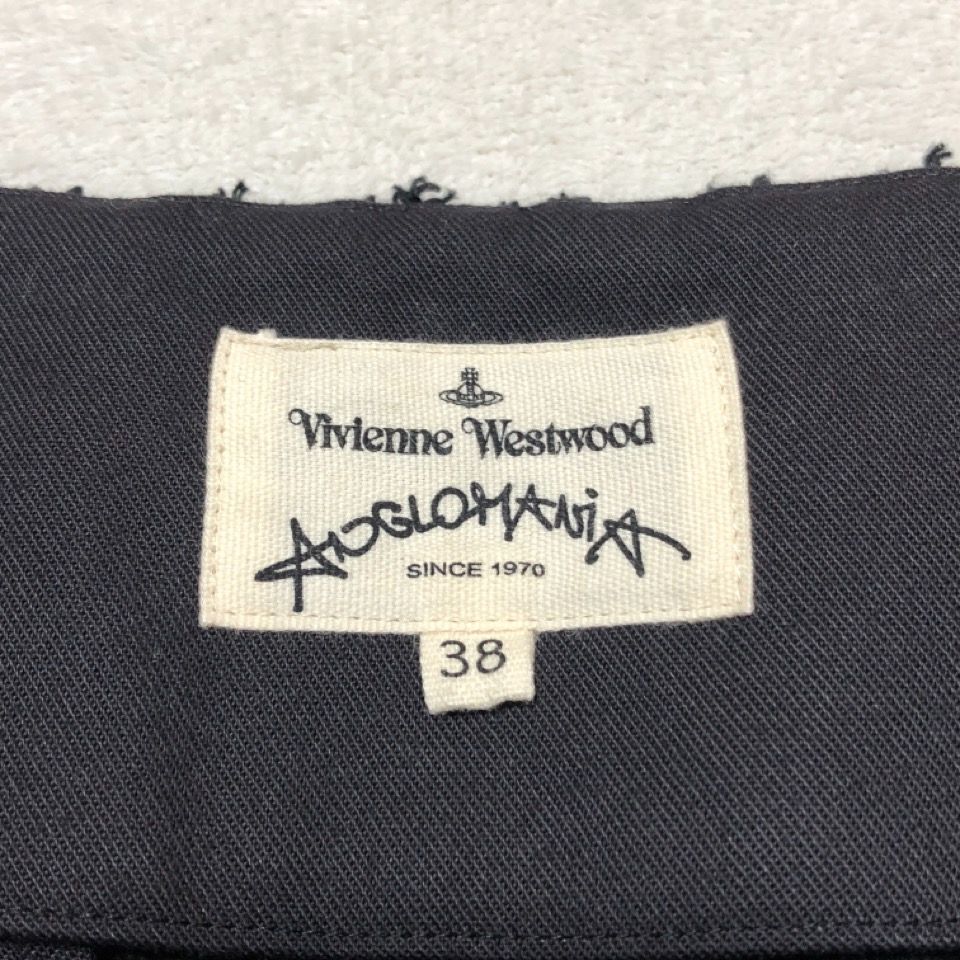 Vivienne Westwood
ANGLOMANiA
SINCE 1970
38